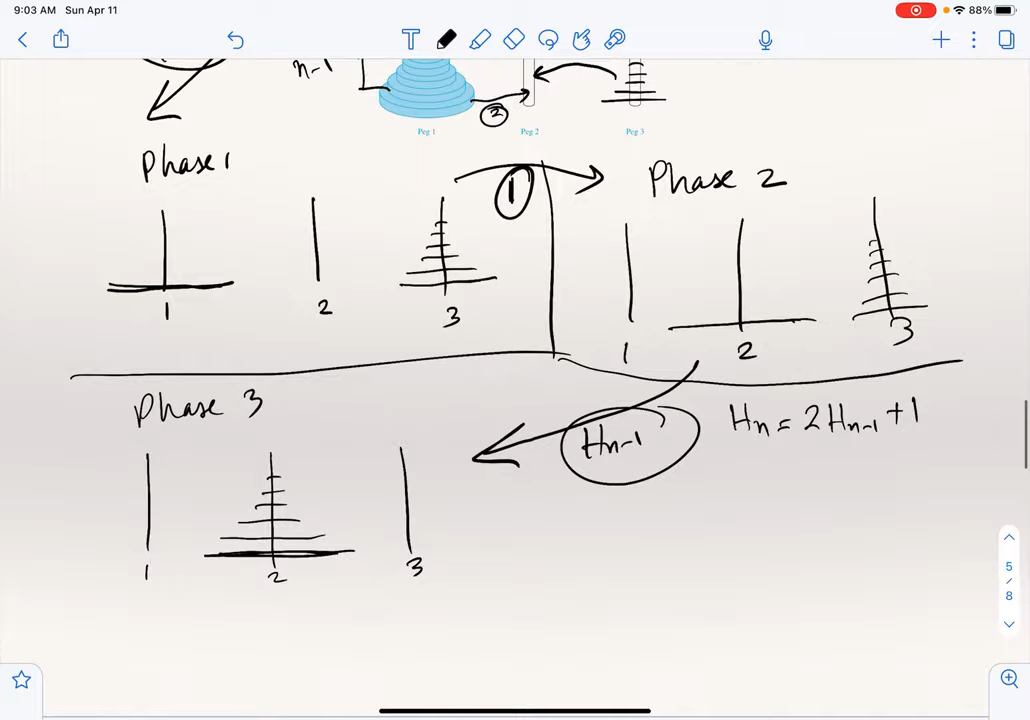 9:03 AM Sun Apr 11
88%
T
n-1
2
Peg 1 Peg 2 Peg 3
Phase 1
1
Phase 2
1 2 3
1 2 3
Phase 3
Hn-1
Hn = 2Hn-1 + 1
1 2 3
5
/
8